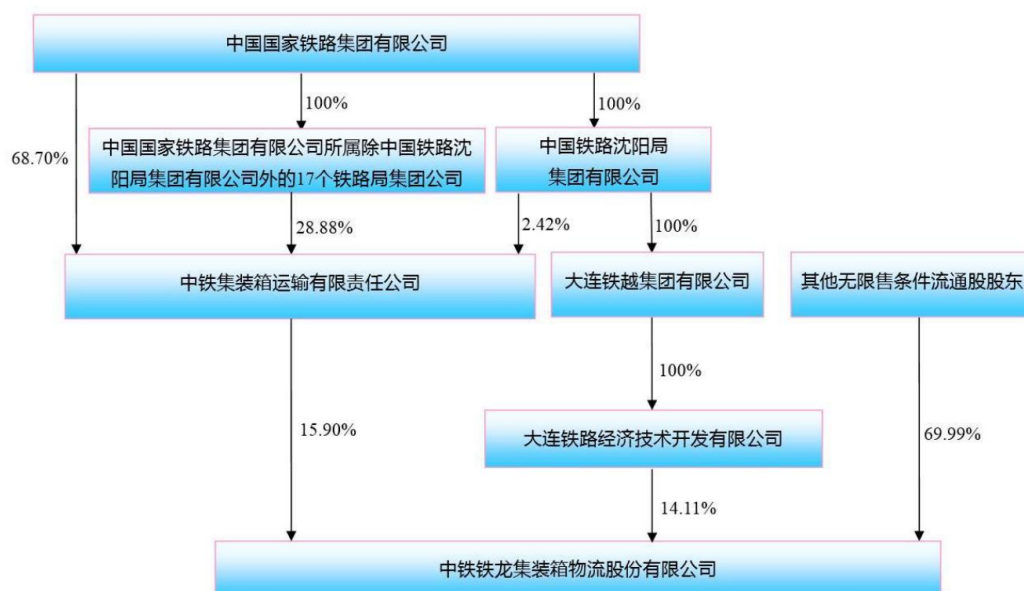 中国国家铁路集团有限公司
100%
100%
68.70%
中国国家铁路集团有限公司所属除中国铁路沈
阳局集团有限公司外的17个铁路局集团公司
中国铁路沈阳局
集团有限公司
28.88%
2.42%
100%
中铁集装箱运输有限责任公司
大连铁越集团有限公司
其他无限售条件流通股股东
100%
15.90%
大连铁路经济技术开发有限公司
69.99%
14.11%
中铁铁龙集装箱物流股份有限公司